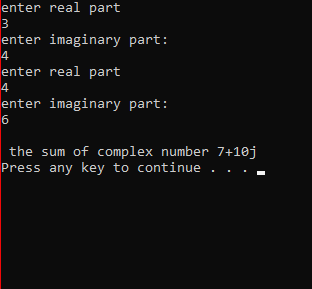 enter real part
3
enter imaginary part:
4
enter real part
4
enter imaginary part:
6
the sum of complex number 7+10j
Press any key to continue . . .